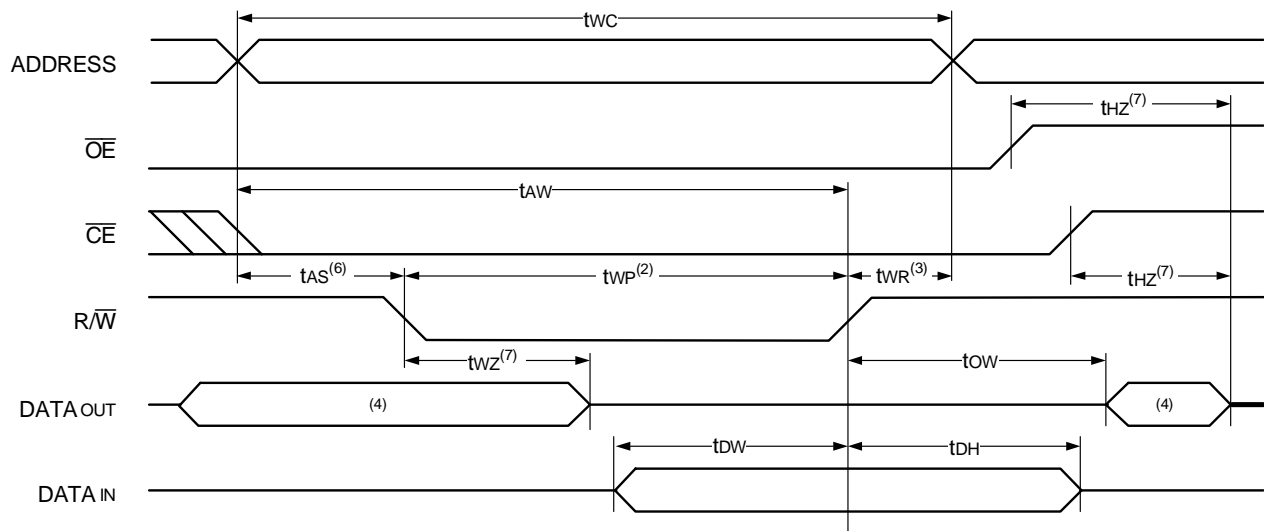 tWC
ADDRESS
tHZ(7)
OE
tAW
CE
tAS(6) tWP(2) tWR(3) tHZ(7)
R/W
tWZ(7) tOW
DATA OUT (4) (4)
tDW tDH
DATA IN